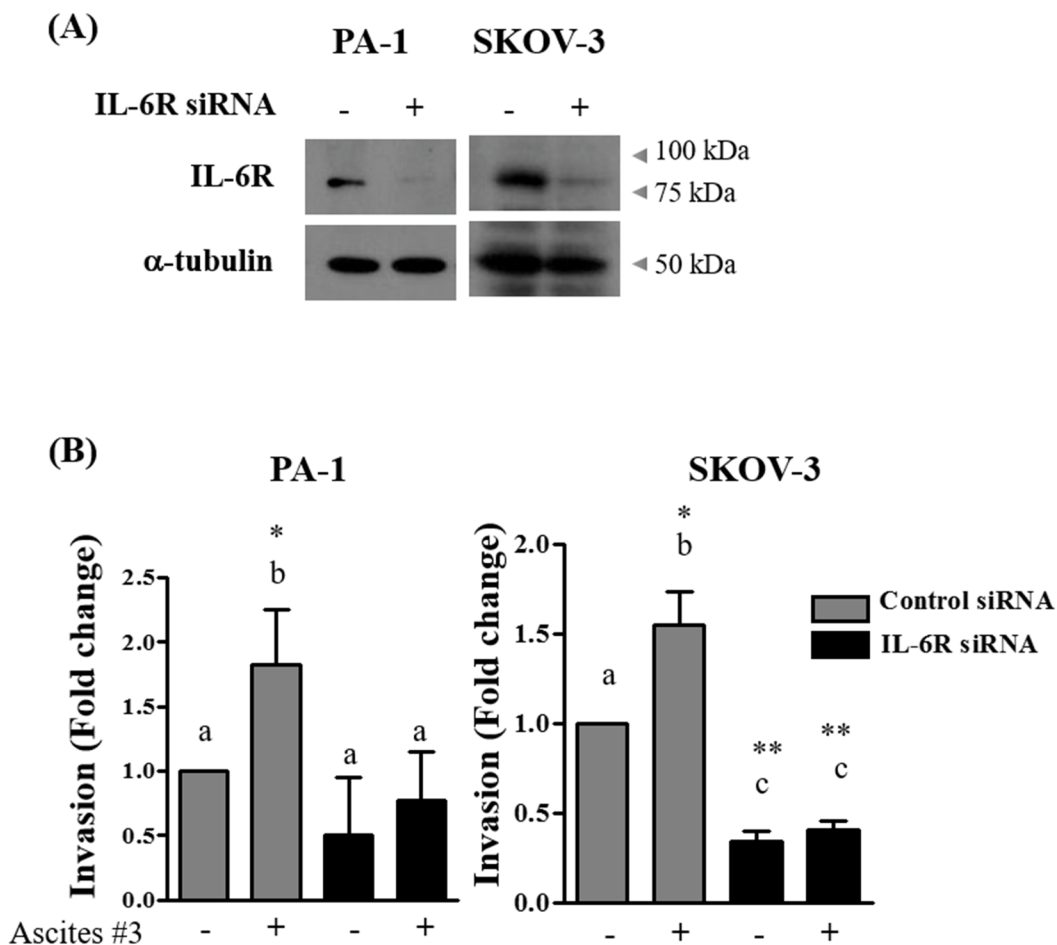 (A)
PA-1 SKOV-3
IL-6R siRNA - + - +
IL-6R
100 kDa
75 kDa
α-tubulin
50 kDa
(B)
PA-1
Invasion (Fold change)
2.5
2.0
1.5
1.0
0.5
0.0
a
*
b
a
a
Ascites #3 - + - +
SKOV-3
Invasion (Fold change)
2.0
1.5
1.0
0.5
0.0
a
*
b
**
c
**
c
- + - +
Control siRNA
IL-6R siRNA